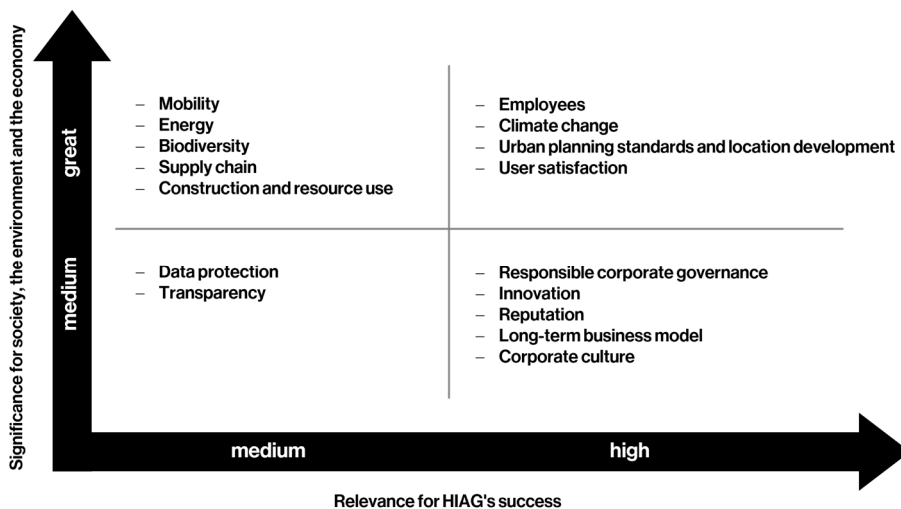 Significance for society, the environment and the economy
great
– Mobility
– Energy
– Biodiversity
– Supply chain
– Construction and resource use
– Employees
– Climate change
– Urban planning standards and location development
– User satisfaction
medium
– Data protection
– Transparency
– Responsible corporate governance
– Innovation
– Reputation
– Long-term business model
– Corporate culture
medium
high
Relevance for HIAG's success